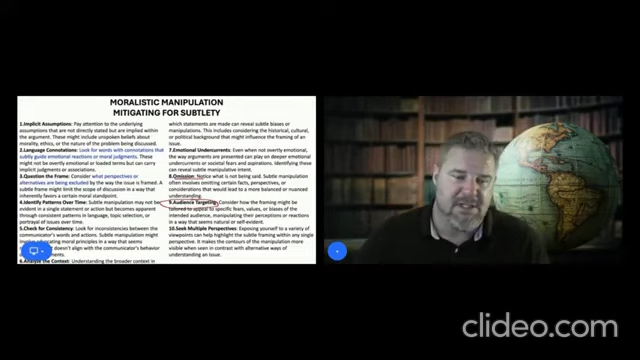 MORALISTIC MANIPULATION
MITIGATING FOR SUBTLETY
1.Implicit Assumptions: Pay attention to the underlying
assumptions that are not directly stated but are implied within
the argument. These might include unspoken beliefs about
morality, ethics, or the nature of the problem being discussed.
2.Language Connotations: Look for words with connotations that
subtly guide emotional reactions or moral judgments. These
might not be overtly emotional or loaded terms but can carry
implicit judgments or associations.
3.Question the Frame: Consider what perspectives or
alternatives are being excluded by the way the issue is framed. A
subtle frame might limit the scope of discussion in a way that
inherently favors a certain moral standpoint.
4.Identify Patterns Over Time: Subtle manipulation may not be
evident in a single statement or action but becomes apparent
through consistent patterns in language, topic selection, or
portrayal of issues over time.
5.Check for Consistency: Look for inconsistencies between the
communicator's words and actions. Subtle manipulation might
involve advocating moral principles in a way that seems
doesn't align with the communicator's behavior
6.Analyse the Context: Understanding the broader context in
which statements are made can reveal subtle biases or
manipulations. This includes considering the historical, cultural,
or political background that might influence the framing of an
issue.
7.Emotional Undercurrents: Even when not overtly emotional,
the way arguments are presented can play on deeper emotional
undercurrents or societal fears and aspirations. Identifying these
can reveal subtle manipulative intent.
8.Omission: Notice what is not being said. Subtle manipulation
often involves omitting certain facts, perspectives, or
considerations that would lead to a more balanced or nuanced
understanding.
9.Audience Targeting: Consider how the framing might be
tailored to appeal to specific fears, values, or biases of the
intended audience, manipulating their perceptions or reactions
in a way that seems natural or self-evident.
10.Seek Multiple Perspectives: Exposing yourself to a variety of
viewpoints can help highlight the subtle framing within any single
perspective. It makes the contours of the manipulation more
visible when seen in contrast with alternative ways of
understanding an issue.
clideo.com